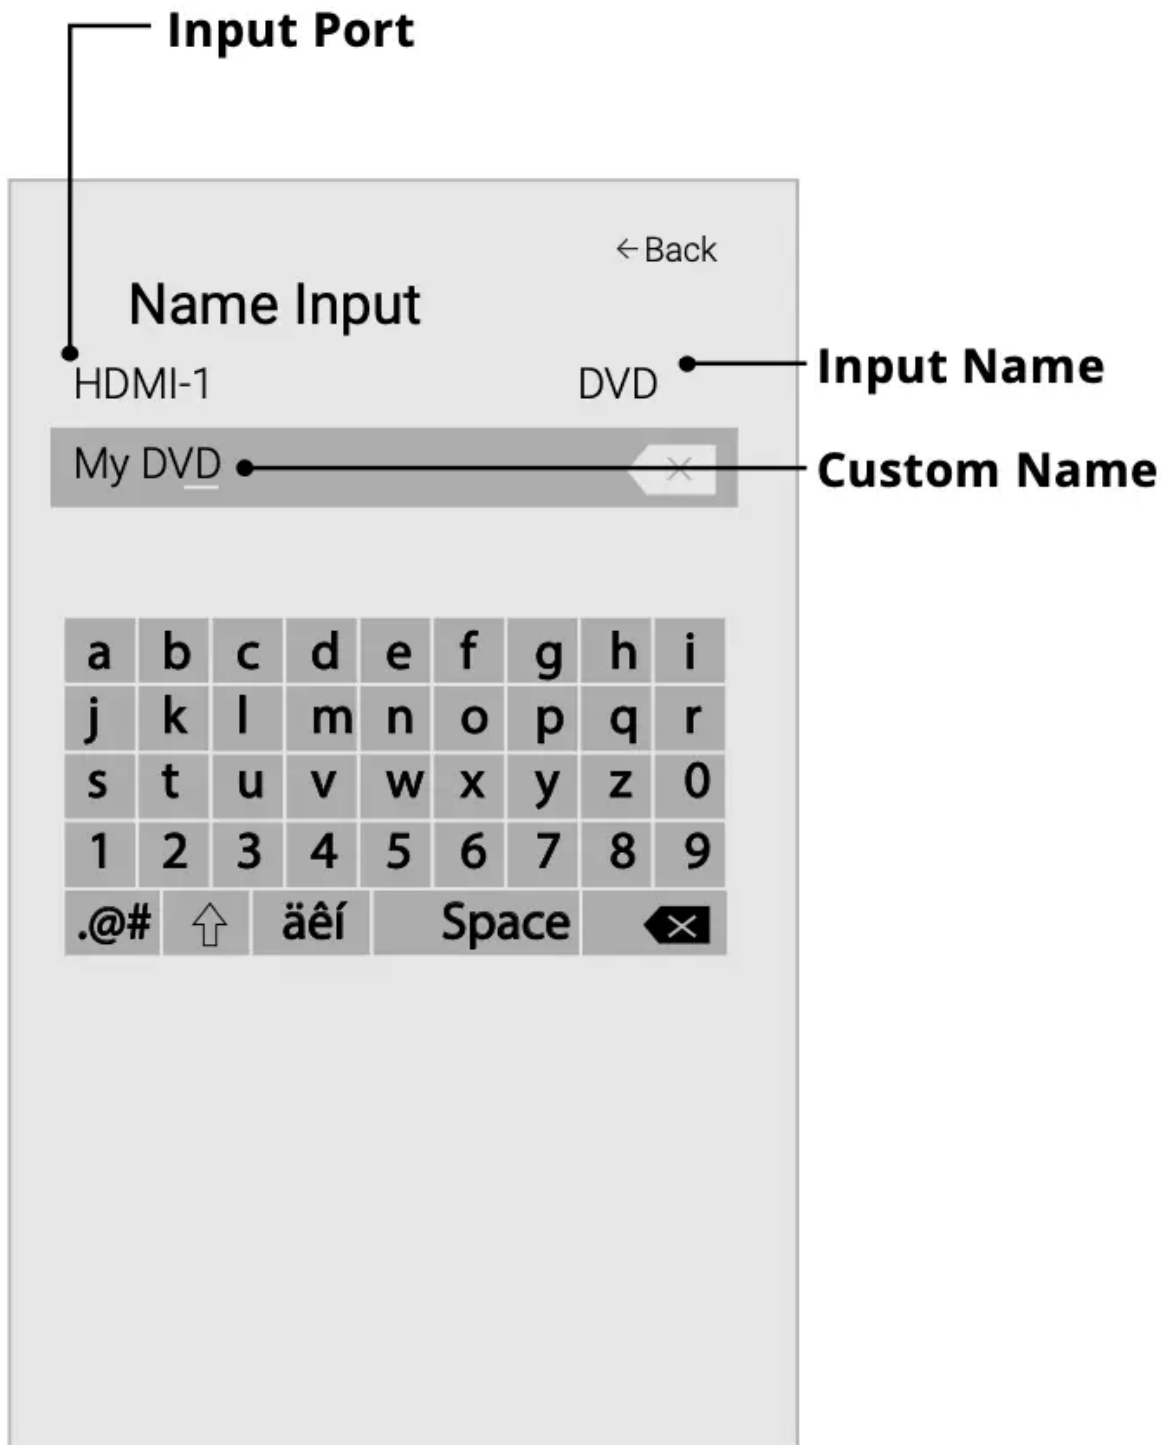 Input Port
← Back
Name Input
HDMI-1 DVD Input Name
My DVD Custom Name
a b c d e f g h i
j k l m n o p q r
s t u v w x y z 0
1 2 3 4 5 6 7 8 9
.@# äêí Space